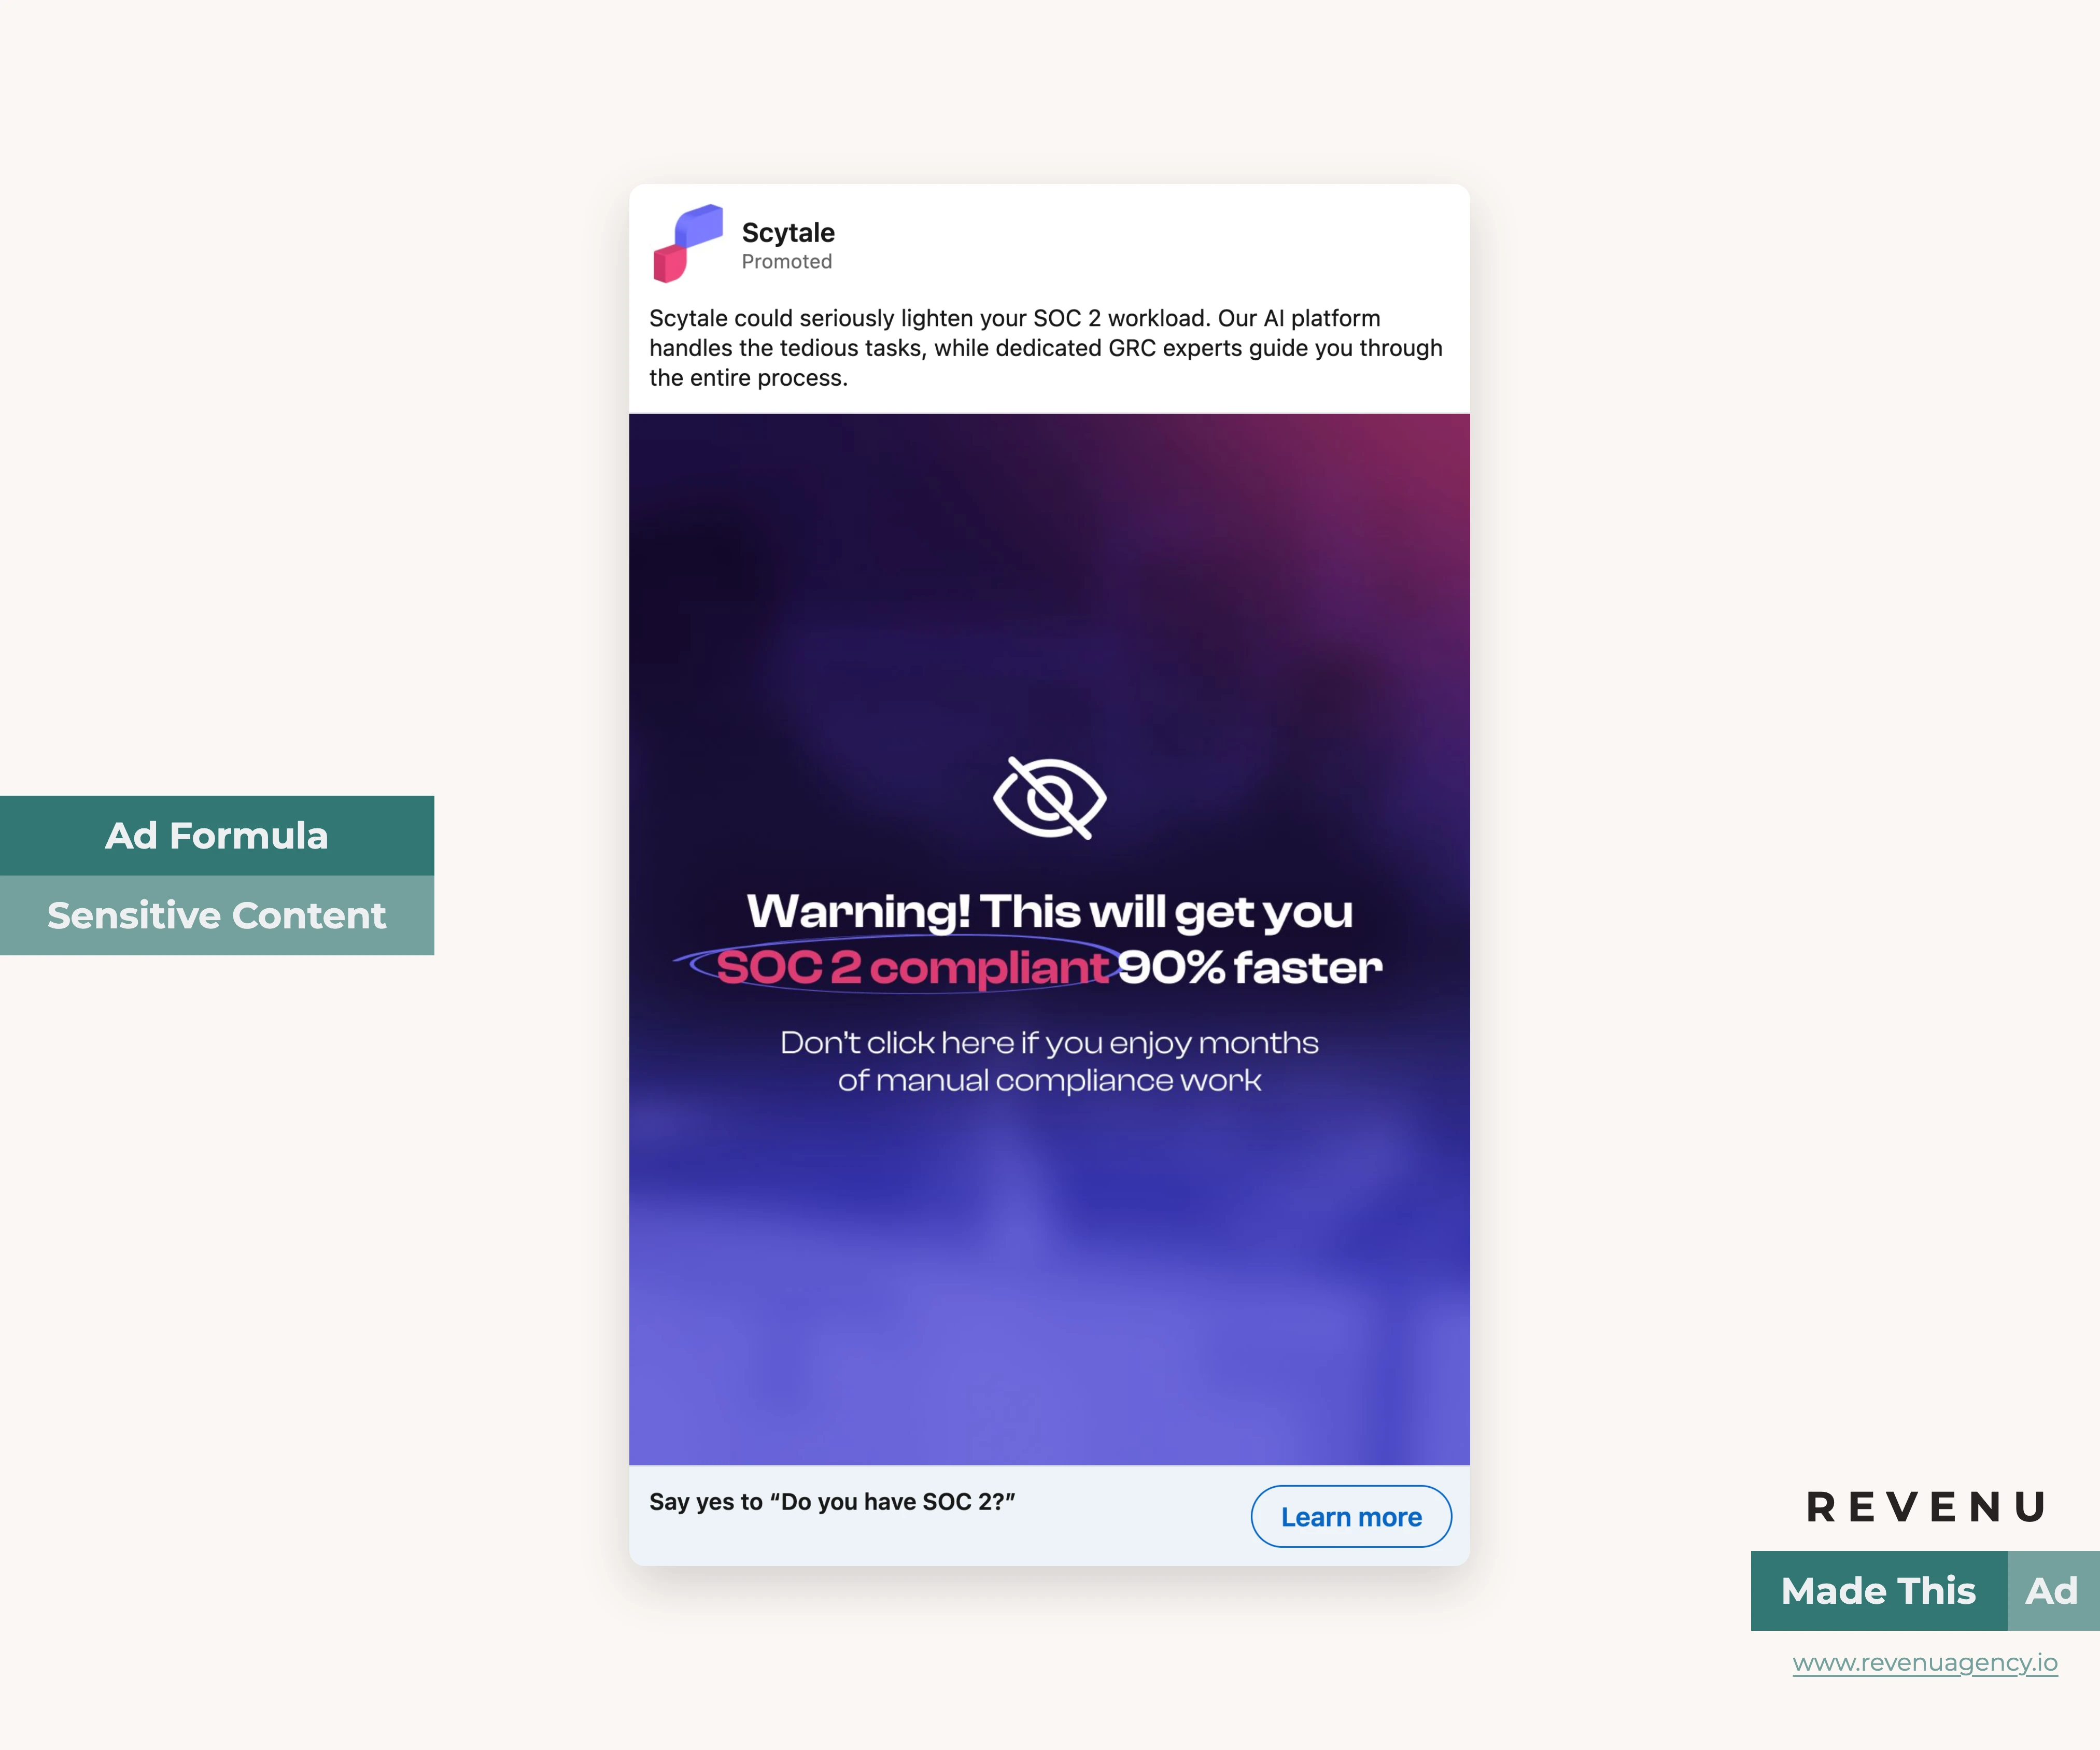 Scytale
Promoted
Scytale could seriously lighten your SOC 2 workload. Our AI platform
handles the tedious tasks, while dedicated GRC experts guide you through
the entire process.
Ad Formula
Sensitive Content
Warning! This will get you
SOC 2 compliant 90% faster
Don't click here if you enjoy months
of manual compliance work
Say yes to “Do you have SOC 2?”
Learn more
REVENU
Made This Ad
www.revenuagency.io